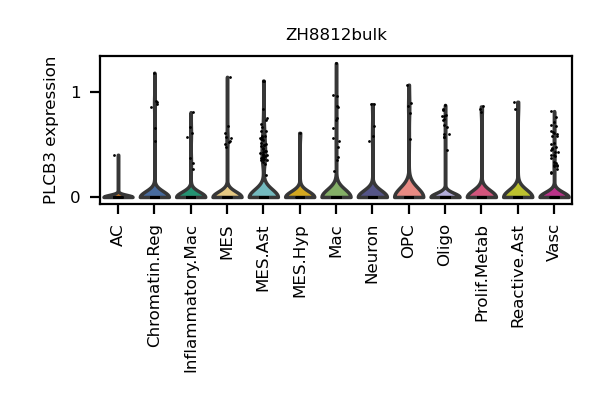 ZH8812bulk
PLCB3 expression
1
0
AC
Chromatin.Reg
Inflammatory.Mac
MES
MES.Ast
MES.Hyp
Mac
Neuron
OPC
Oligo
Prolif.Metab
Reactive.Ast
Vasc